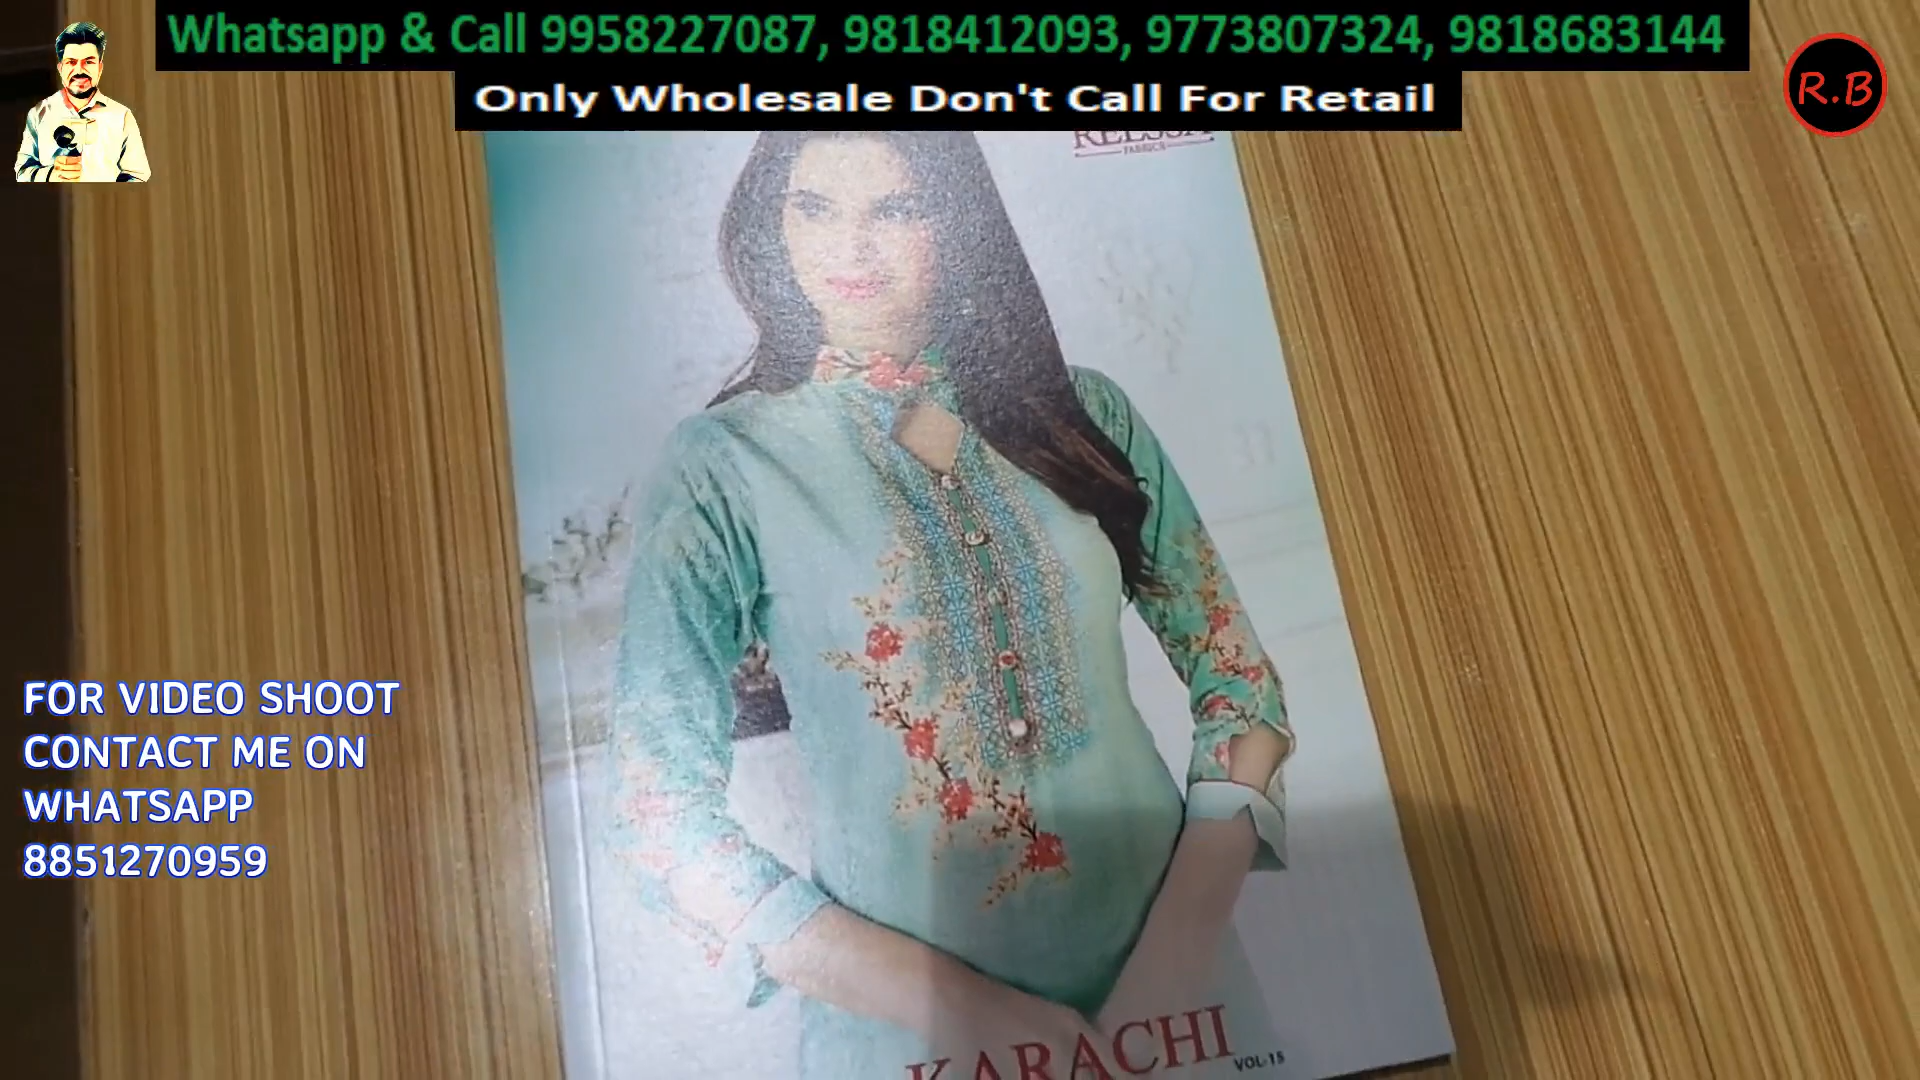 Whatsapp & Call 9958227087, 9818412093, 9773807324, 9818683144
Only Wholesale Don't Call For Retail
R.B
FABRICS
FOR VIDEO SHOOT
CONTACT ME ON
WHATSAPP
8851270959
KARACHI
VOL-15